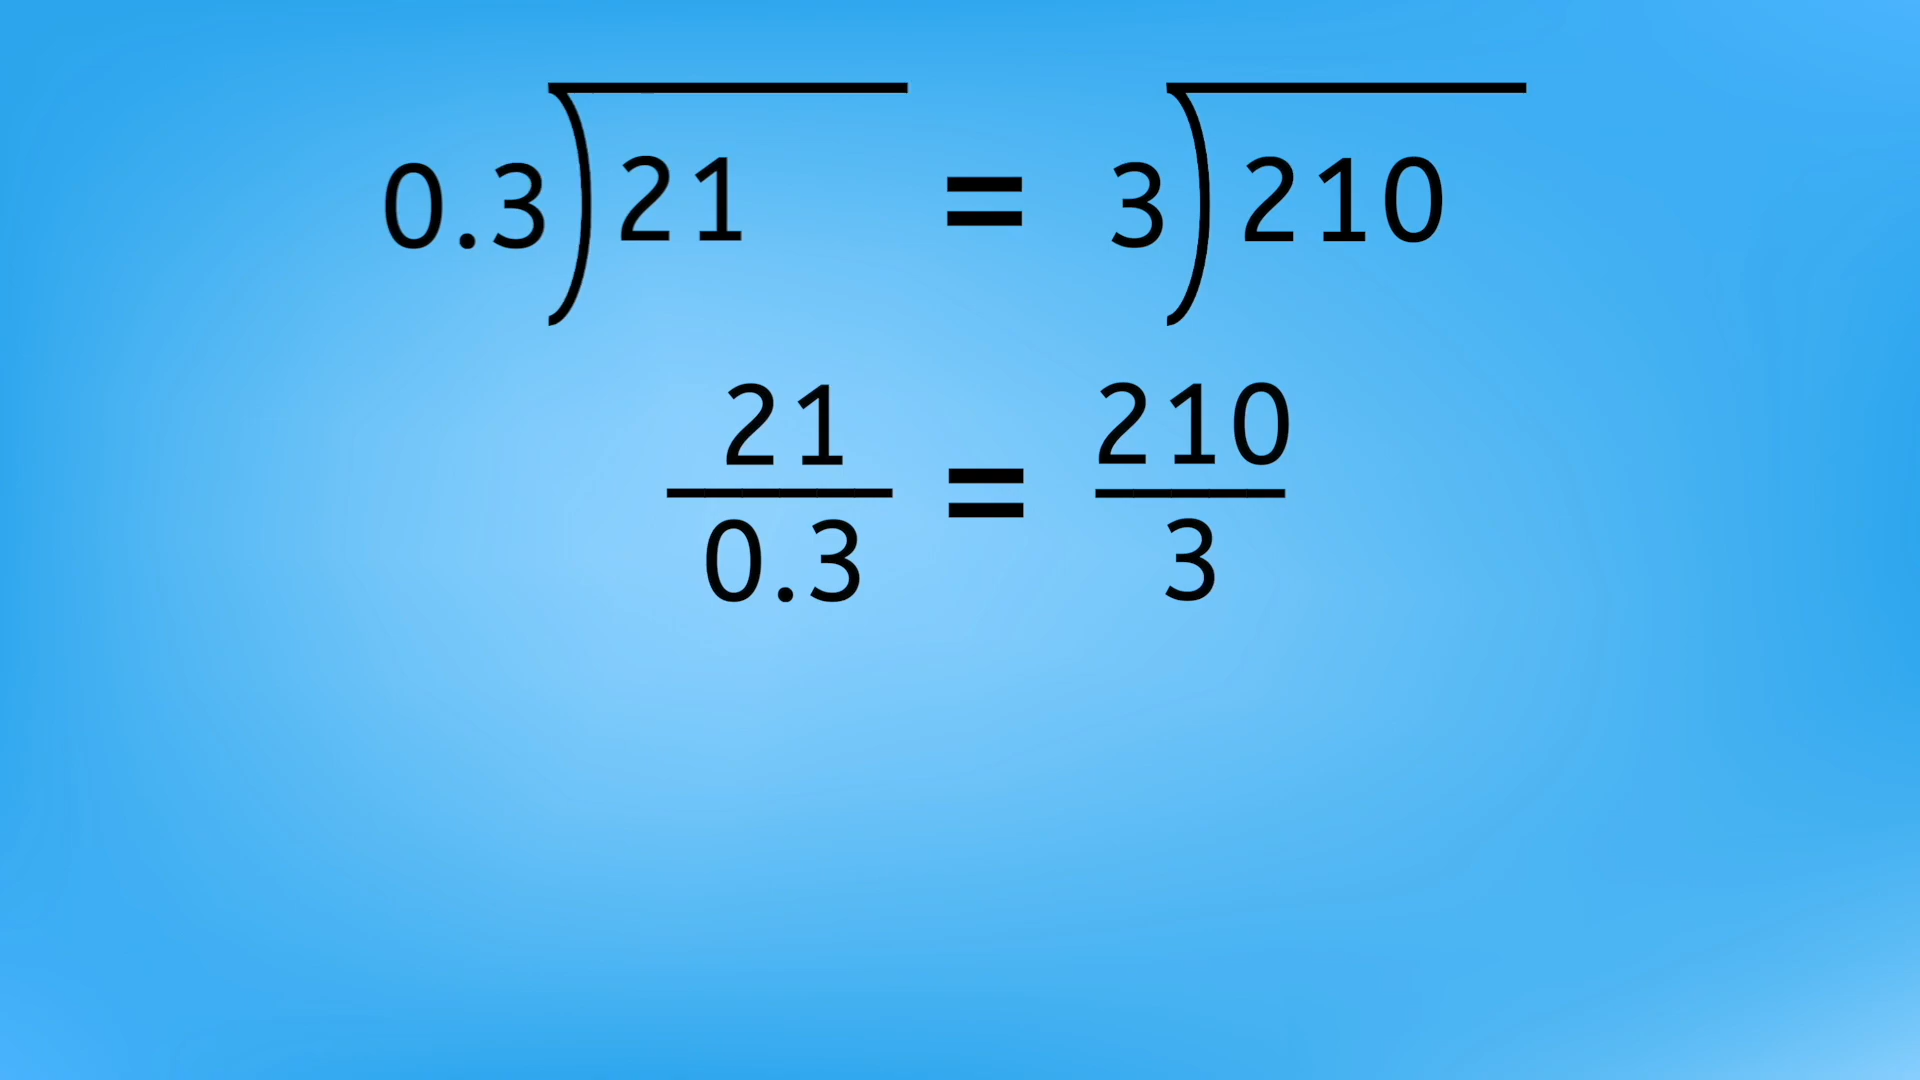 0.3⟌21 = 3⟌210
21/0.3 = 210/3